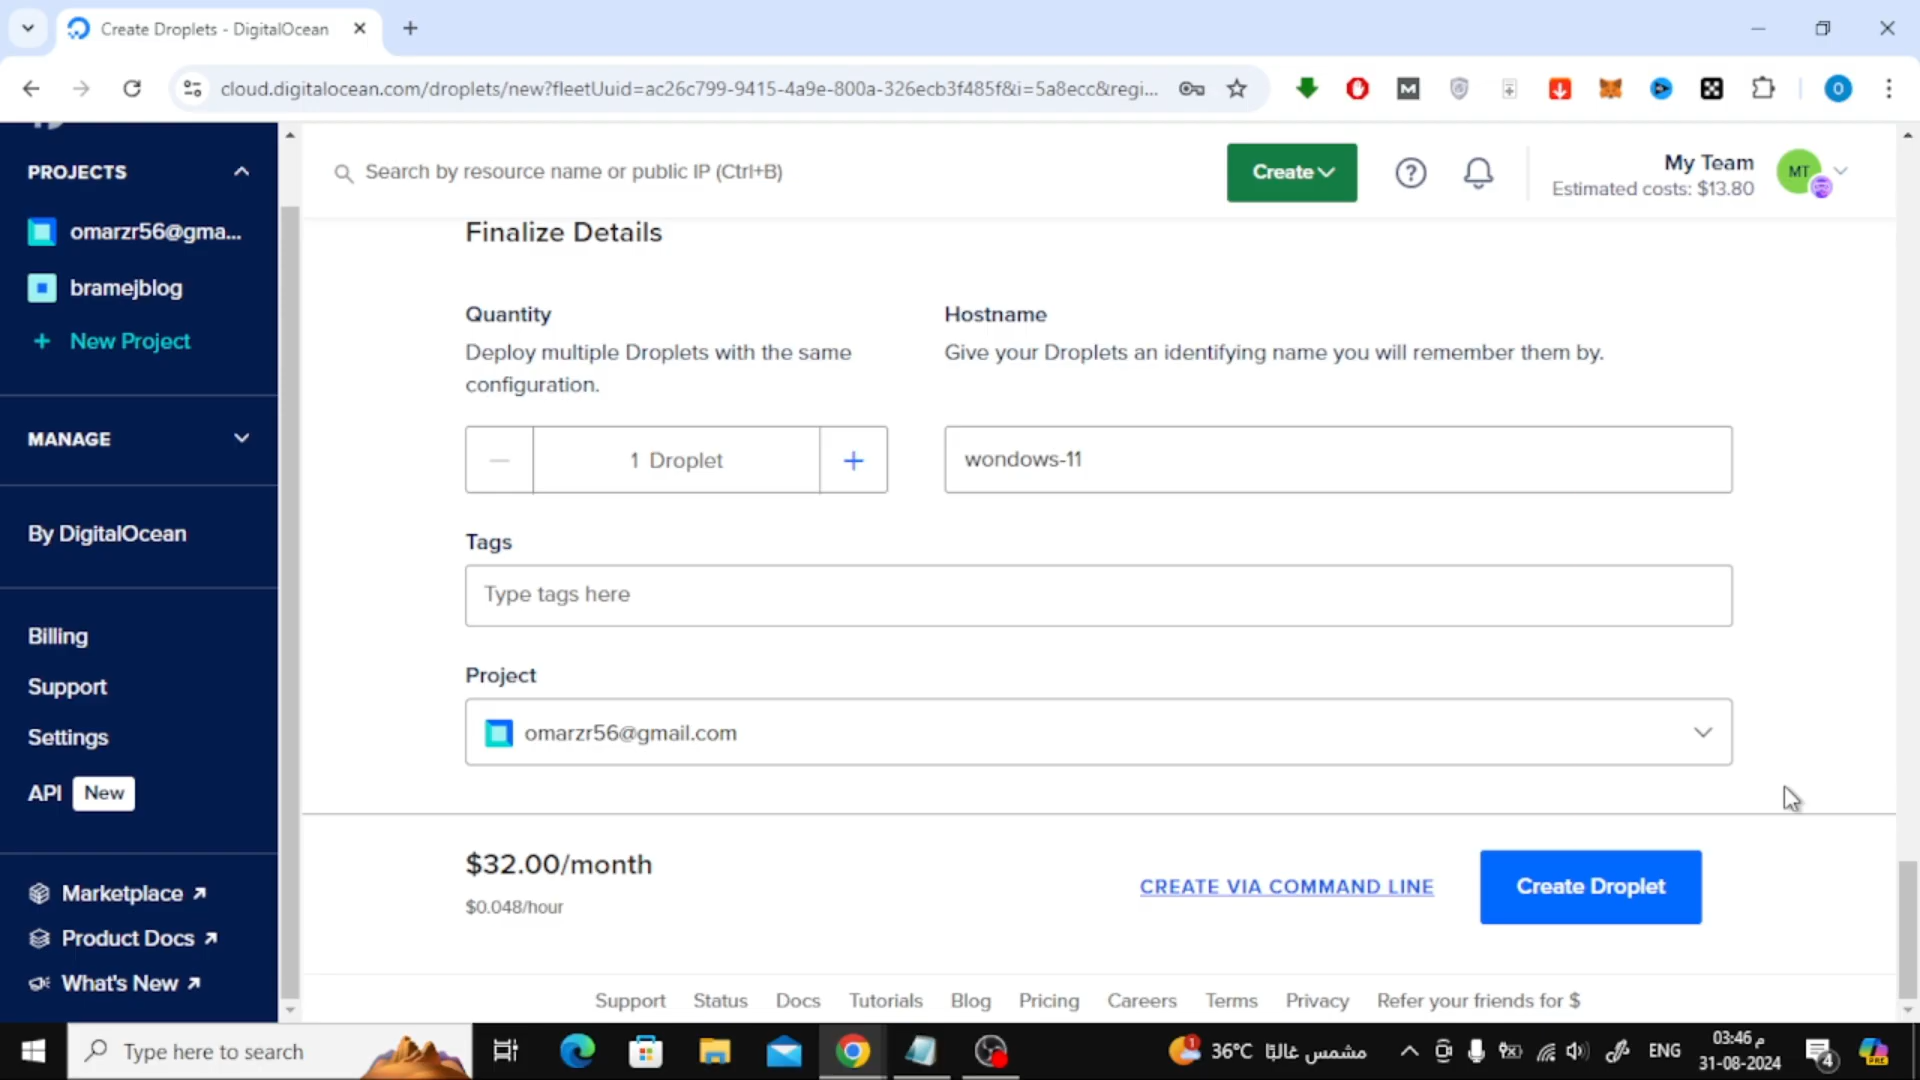 Create Droplets - DigitalOcean
cloud.digitalocean.com/droplets/new?fleetUuid=ac26c799-9415-4a9e-800a-326ecb3f485f&i=5a8ecc&regi...
PROJECTS
omarzr56@gma...
bramejblog
+ New Project
MANAGE
By DigitalOcean
Billing
Support
Settings
API New
Marketplace
Product Docs
What's New
Search by resource name or public IP (Ctrl+B)
Create
My Team
Estimated costs: $13.80
MT
Finalize Details
Quantity
Deploy multiple Droplets with the same
configuration.
1 Droplet
Hostname
Give your Droplets an identifying name you will remember them by.
wondows-11
Tags
Type tags here
Project
omarzr56@gmail.com
$32.00/month
$0.048/hour
CREATE VIA COMMAND LINE
Create Droplet
Support Status Docs Tutorials Blog Pricing Careers Terms Privacy Refer your friends for $
Type here to search
1
36°C مشمس غالبًا
ENG
03:46 م
31-08-2024
4
PRE